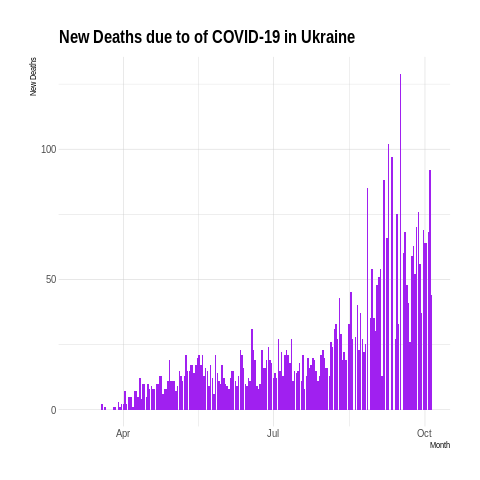 New Deaths due to of COVID-19 in Ukraine
New Deaths
100
50
0
Apr
Jul
Oct
Month